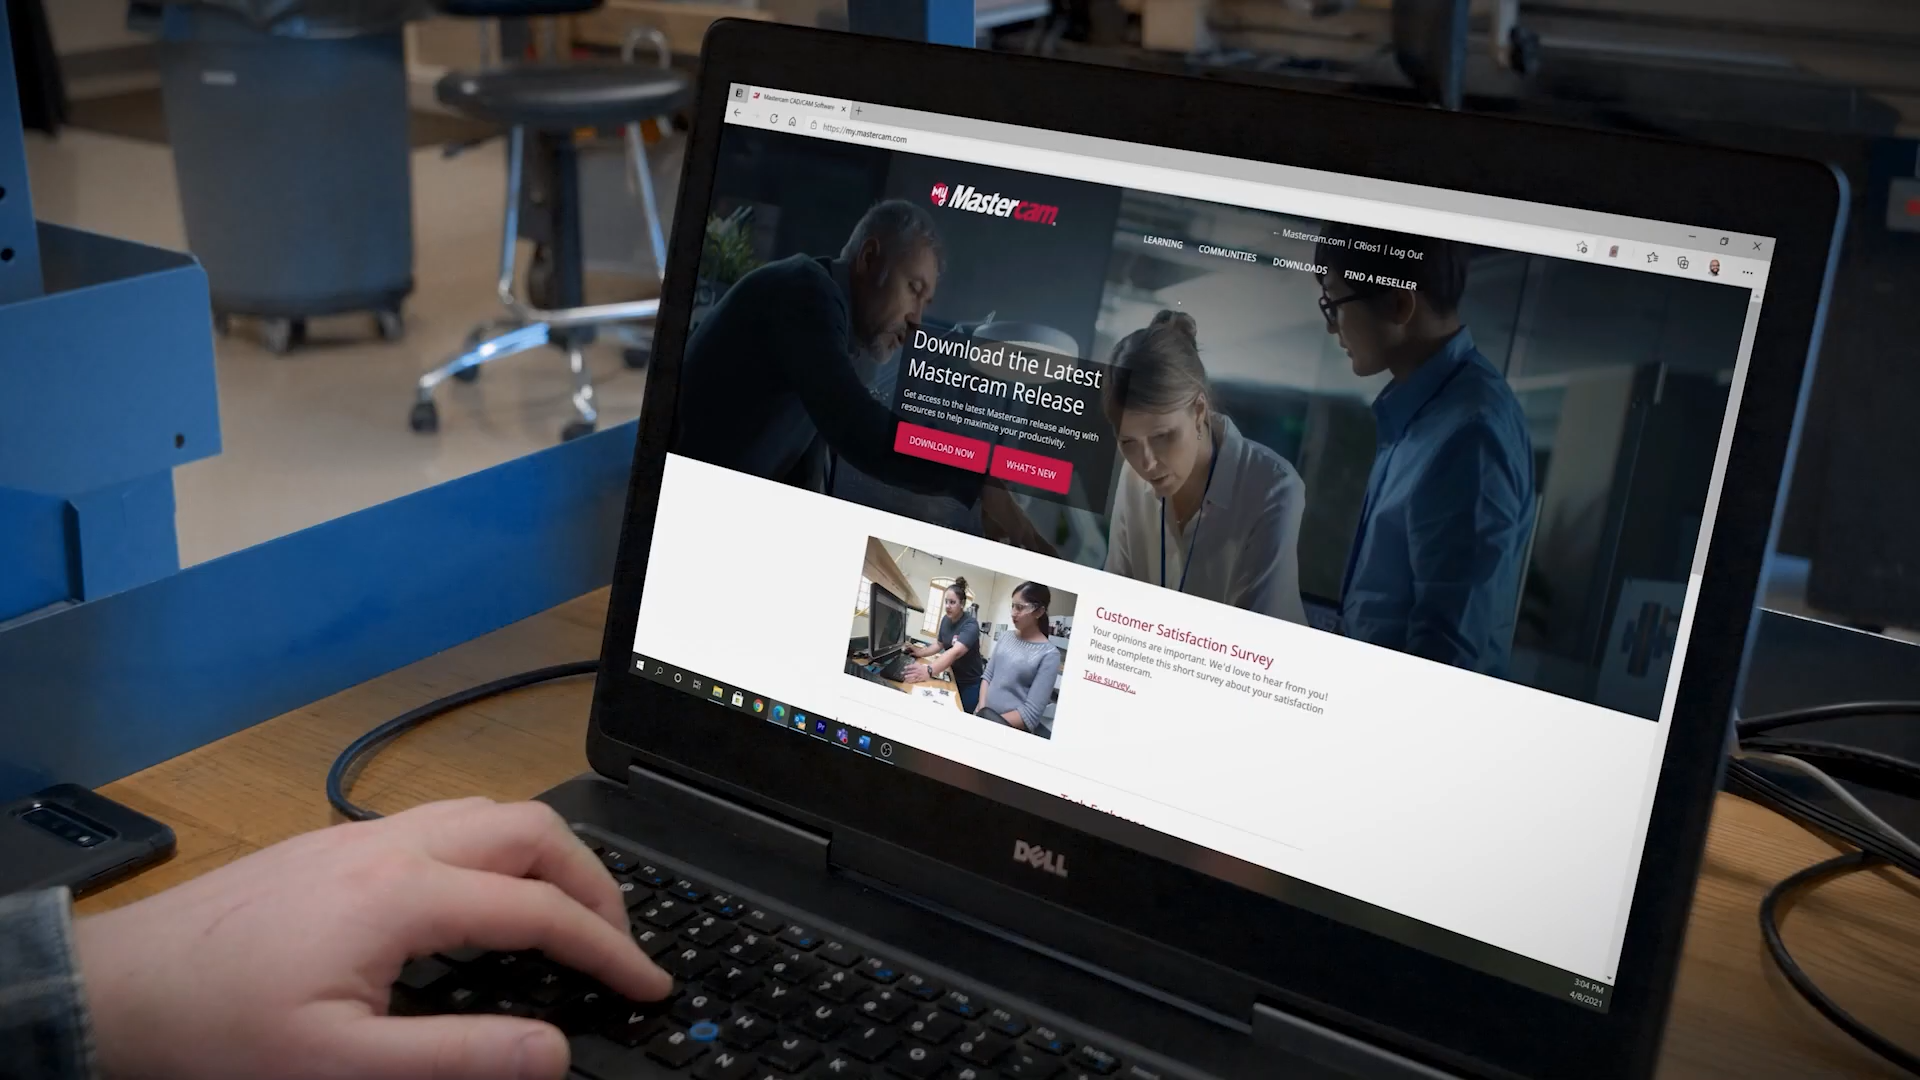 Mastercam CAD/CAM Software
https://my.mastercam.com
my Mastercam
← Mastercam.com | CRios1 | Log Out
LEARNING COMMUNITIES DOWNLOADS FIND A RESELLER
Download the Latest
Mastercam Release
Get access to the latest Mastercam release along with
resources to help maximize your productivity.
DOWNLOAD NOW WHAT'S NEW
Customer Satisfaction Survey
Your opinions are important. We'd love to hear from you!
Please complete this short survey about your satisfaction
with Mastercam.
Take survey...
3:04 PM
4/8/2021
DELL
F1 F2 F3
R T Y U I O
G H J K
Z X C V B N